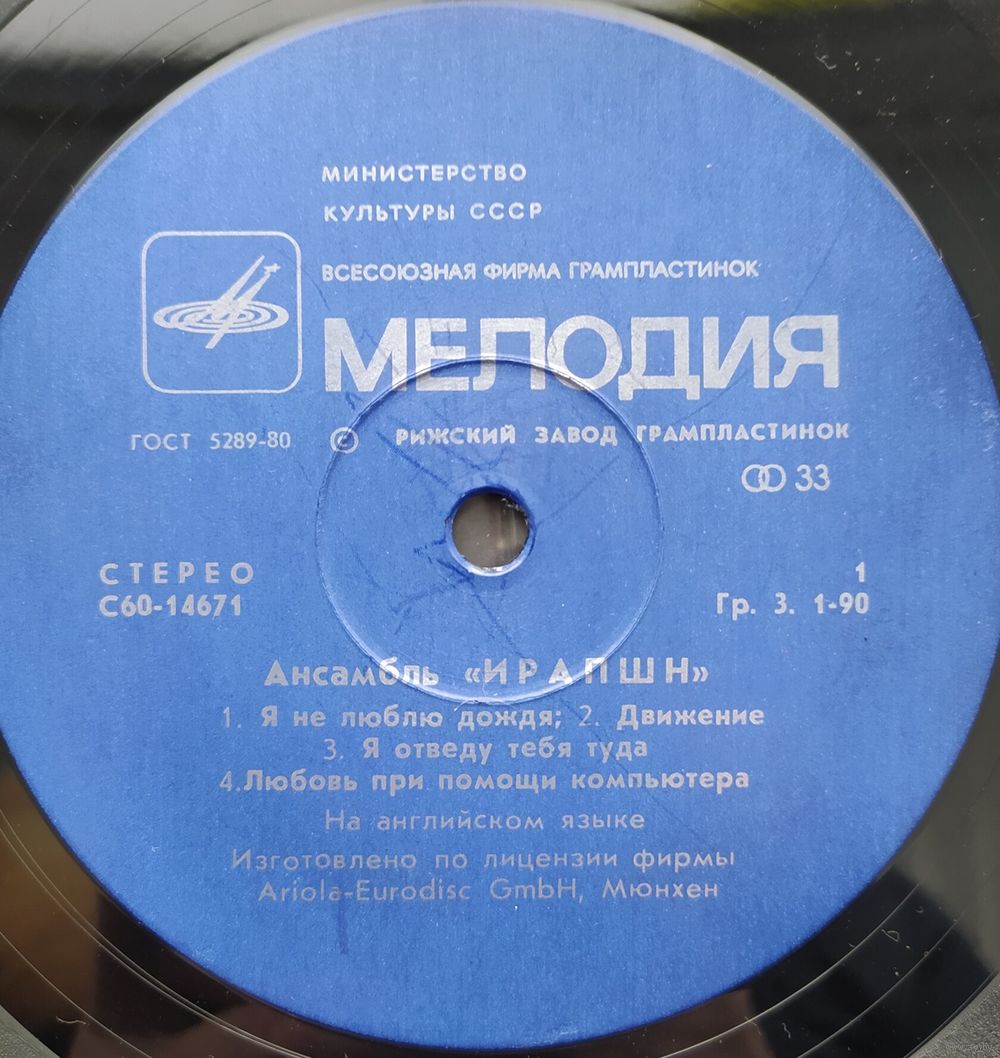 МИНИСТЕРСТВО
КУЛЬТУРЫ СССР
ВСЕСОЮЗНАЯ ФИРМА ГРАМПЛАСТИНОК
МЕЛОДИЯ
ГОСТ 5289-80 © РИЖСКИЙ ЗАВОД ГРАМПЛАСТИНОК
33
СТЕРЕО 1
С60-14671 Гр. 3. 1-90
Ансамбль «ИРАПШН»
1. Я не люблю дождя; 2. Движение
3. Я отведу тебя туда
4.Любовь при помощи компьютера
На английском языке
Изготовлено по лицензии фирмы
Ariola-Eurodisc GmbH, Мюнхен